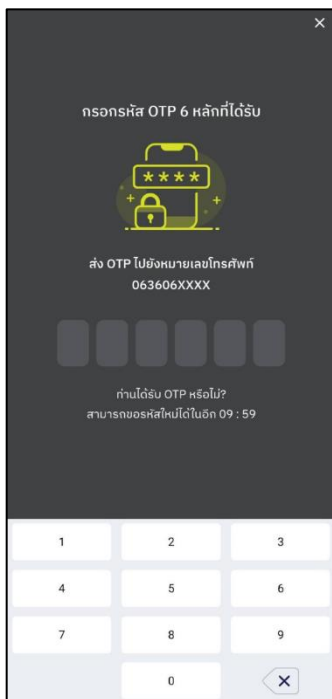 กรอกรหัส OTP 6 หลักที่ได้รับ
****
ส่ง OTP ไปยังหมายเลขโทรศัพท์
063606XXXX
ท่านได้รับ OTP หรือไม่?
สามารถขอรหัสใหม่ได้ในอีก 09 : 59
1 2 3
4 5 6
7 8 9
0